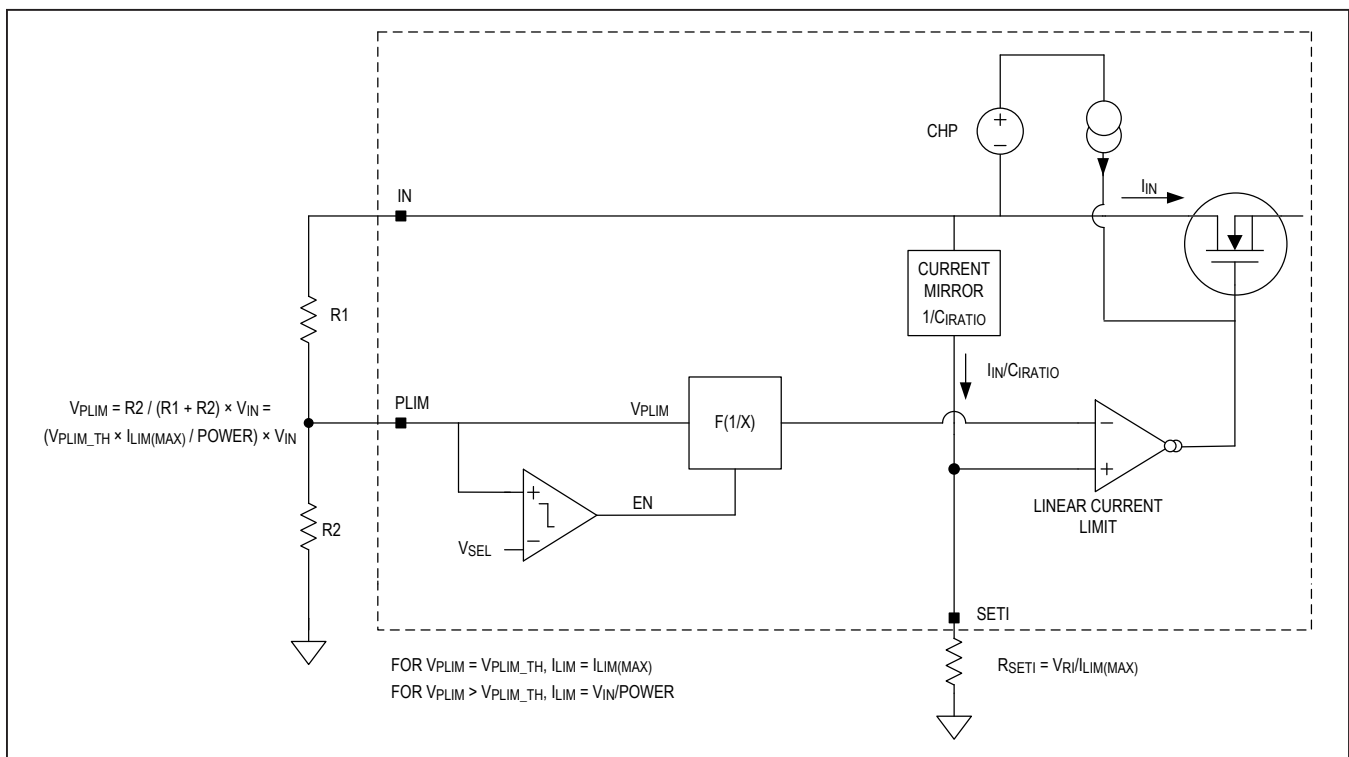 CHP
IIN
IN
CURRENT
MIRROR
1/CIRATIO
R1
IIN/CIRATIO
VPLIM = R2 / (R1 + R2) × VIN =
(VPLIM_TH × ILIM(MAX) / POWER) × VIN
PLIM
VPLIM
F(1/X)
−
+
LINEAR CURRENT
LIMIT
+
−
EN
VSEL
R2
SETI
FOR VPLIM = VPLIM_TH, ILIM = ILIM(MAX)
FOR VPLIM > VPLIM_TH, ILIM = VIN/POWER
RSETI = VRI/ILIM(MAX)